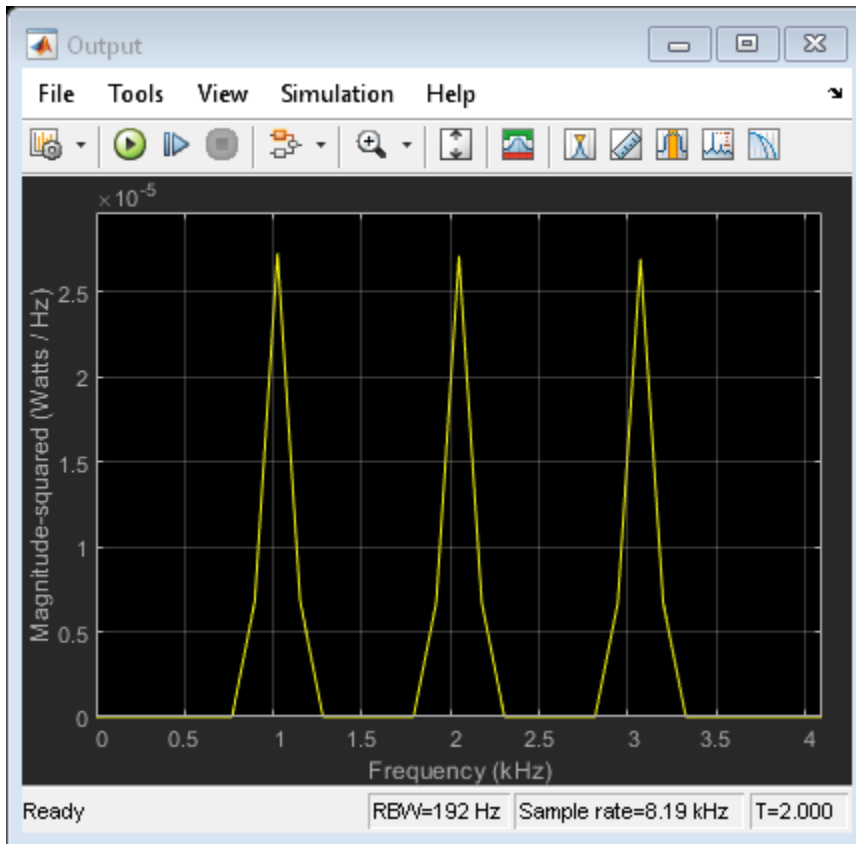 Output
File Tools View Simulation Help
×10-5
Magnitude-squared (Watts / Hz)
2.5
2
1.5
1
0.5
0
0 0.5 1 1.5 2 2.5 3 3.5 4
Frequency (kHz)
Ready RBW=192 Hz Sample rate=8.19 kHz T=2.000